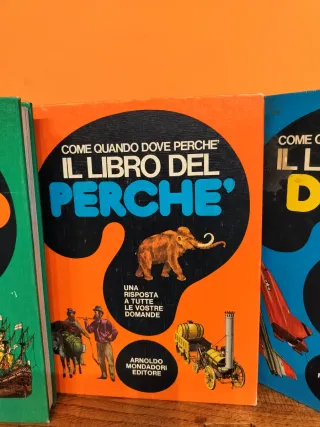 COME QUANDO DOVE PERCHE'
IL LIBRO DEL
PERCHE'
UNA
RISPOSTA
A TUTTE
LE VOSTRE
DOMANDE
ARNOLDO
MONDADORI
EDITORE
COME
IL L
D